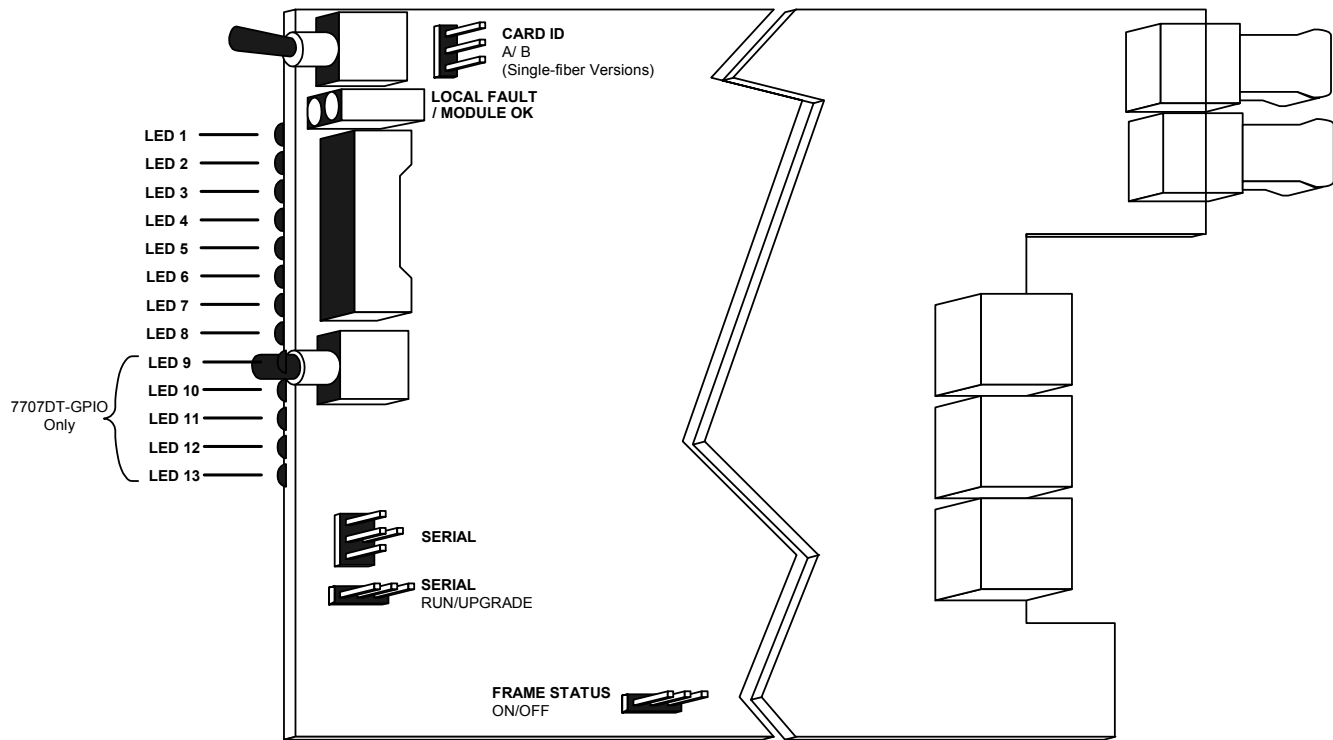 CARD ID
A/ B
(Single-fiber Versions)
LOCAL FAULT
/ MODULE OK
LED 1
LED 2
LED 3
LED 4
LED 5
LED 6
LED 7
LED 8
LED 9
LED 10
LED 11
LED 12
LED 13
7707DT-GPIO
Only
SERIAL
SERIAL
RUN/UPGRADE
FRAME STATUS
ON/OFF